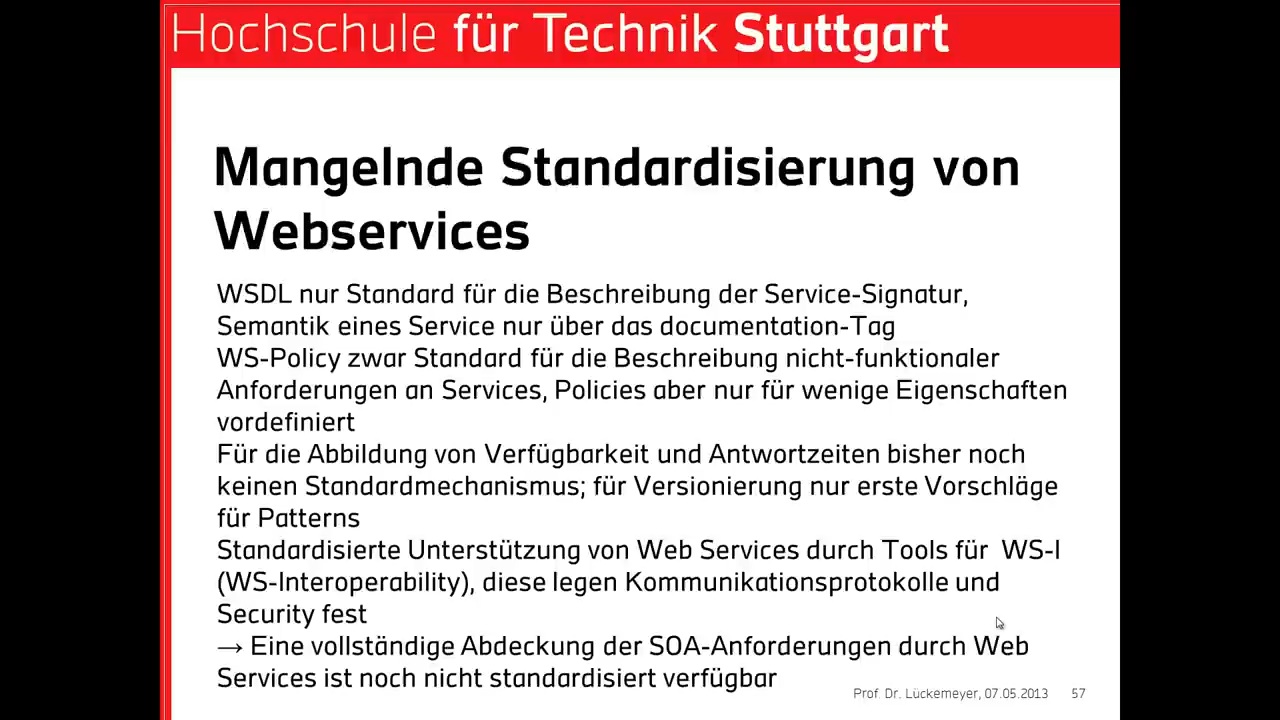 Hochschule für Technik Stuttgart
Mangelnde Standardisierung von
Webservices
WSDL nur Standard für die Beschreibung der Service-Signatur,
Semantik eines Service nur über das documentation-Tag
WS-Policy zwar Standard für die Beschreibung nicht-funktionaler
Anforderungen an Services, Policies aber nur für wenige Eigenschaften
vordefiniert
Für die Abbildung von Verfügbarkeit und Antwortzeiten bisher noch
keinen Standardmechanismus; für Versionierung nur erste Vorschläge
für Patterns
Standardisierte Unterstützung von Web Services durch Tools für  WS-I
(WS-Interoperability), diese legen Kommunikationsprotokolle und
Security fest
→ Eine vollständige Abdeckung der SOA-Anforderungen durch Web
Services ist noch nicht standardisiert verfügbar
Prof. Dr. Lückemeyer, 07.05.2013 57